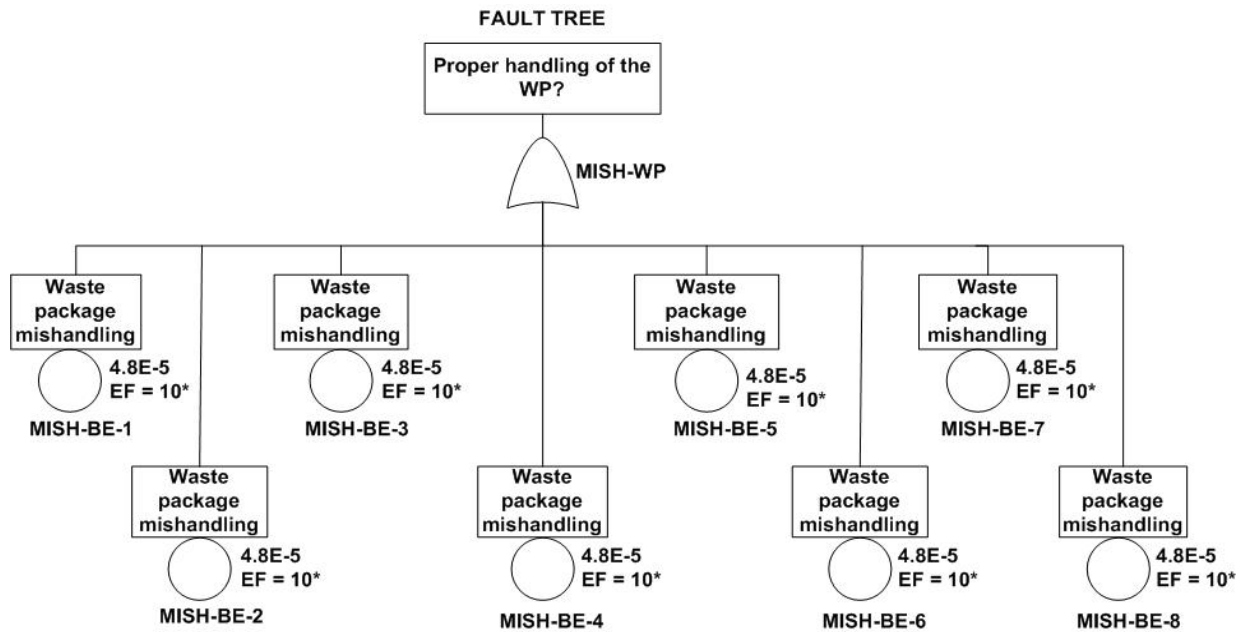 FAULT TREE
Proper handling of the
WP?
MISH-WP
Waste
package
mishandling
4.8E-5
EF = 10*
MISH-BE-1
Waste
package
mishandling
4.8E-5
EF = 10*
MISH-BE-3
Waste
package
mishandling
4.8E-5
EF = 10*
MISH-BE-5
Waste
package
mishandling
4.8E-5
EF = 10*
MISH-BE-7
Waste
package
mishandling
4.8E-5
EF = 10*
MISH-BE-2
Waste
package
mishandling
4.8E-5
EF = 10*
MISH-BE-4
Waste
package
mishandling
4.8E-5
EF = 10*
MISH-BE-6
Waste
package
mishandling
4.8E-5
EF = 10*
MISH-BE-8